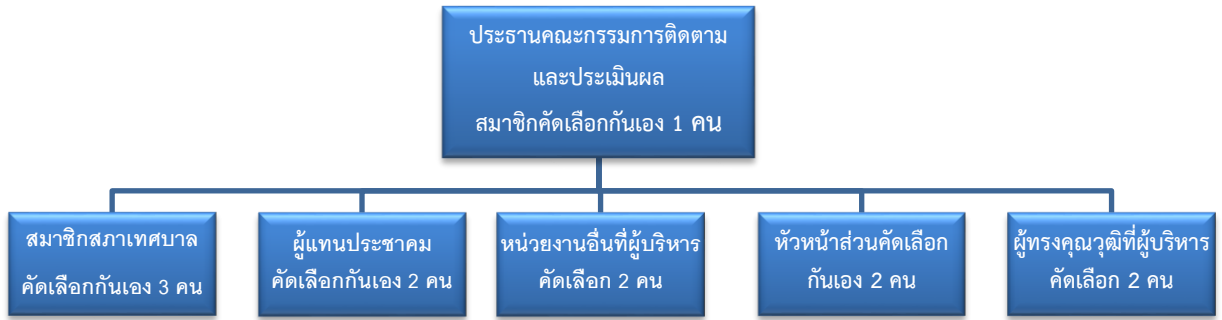 ประธานคณะกรรมการติดตาม
และประเมินผล
สมาชิกคัดเลือกกันเอง 1 คน
สมาชิกสภาเทศบาล
คัดเลือกกันเอง 3 คน
ผู้แทนประชาคม
คัดเลือกกันเอง 2 คน
หน่วยงานอื่นที่ผู้บริหาร
คัดเลือก 2 คน
หัวหน้าส่วนคัดเลือก
กันเอง 2 คน
ผู้ทรงคุณวุฒิที่ผู้บริหาร
คัดเลือก 2 คน